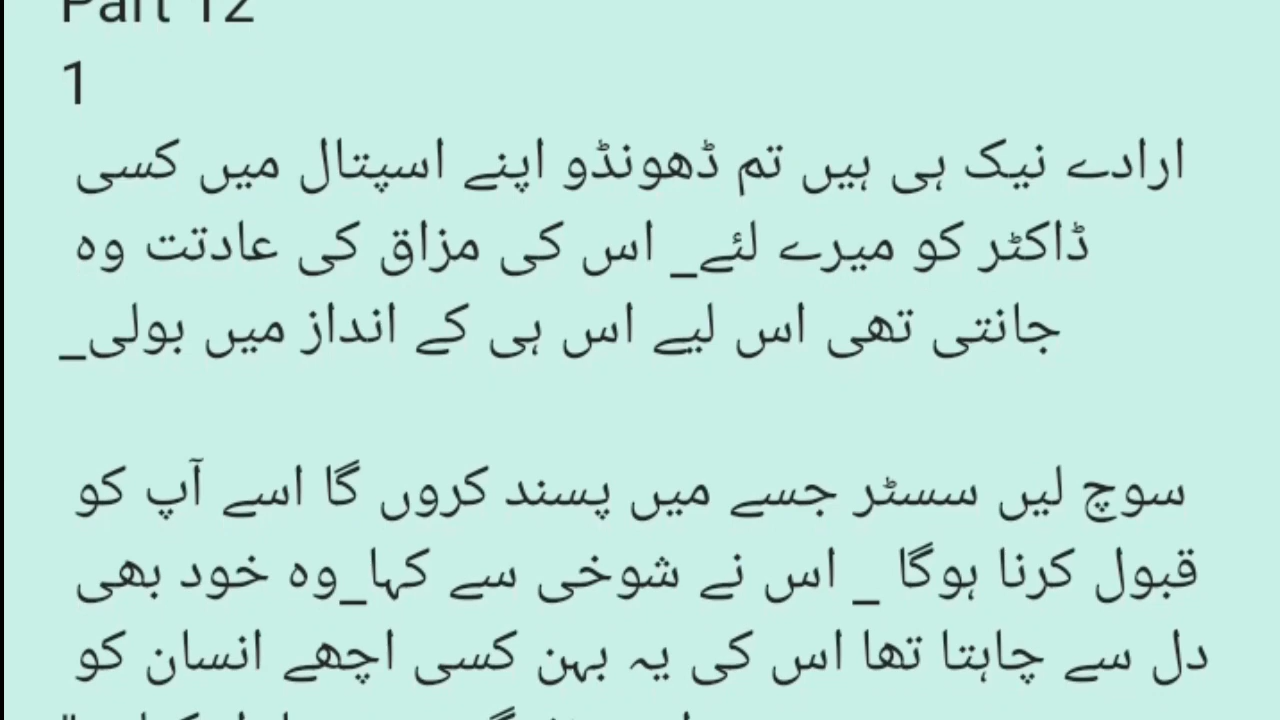 Part 12
1
ارادے نیک ہی ہیں تم ڈھونڈو اپنے اسپتال میں کسی
ڈاکٹر کو میرے لئے_ اس کی مزاق کی عادتت وہ
جانتی تھی اس لیے اس ہی کے انداز میں بولی_
سوچ لیں سسٹر جسے میں پسند کروں گا اسے آپ کو
قبول کرنا ہوگا _ اس نے شوخی سے کہا_وہ خود بھی
دل سے چاہتا تھا اس کی یہ بہن کسی اچھے انسان کو